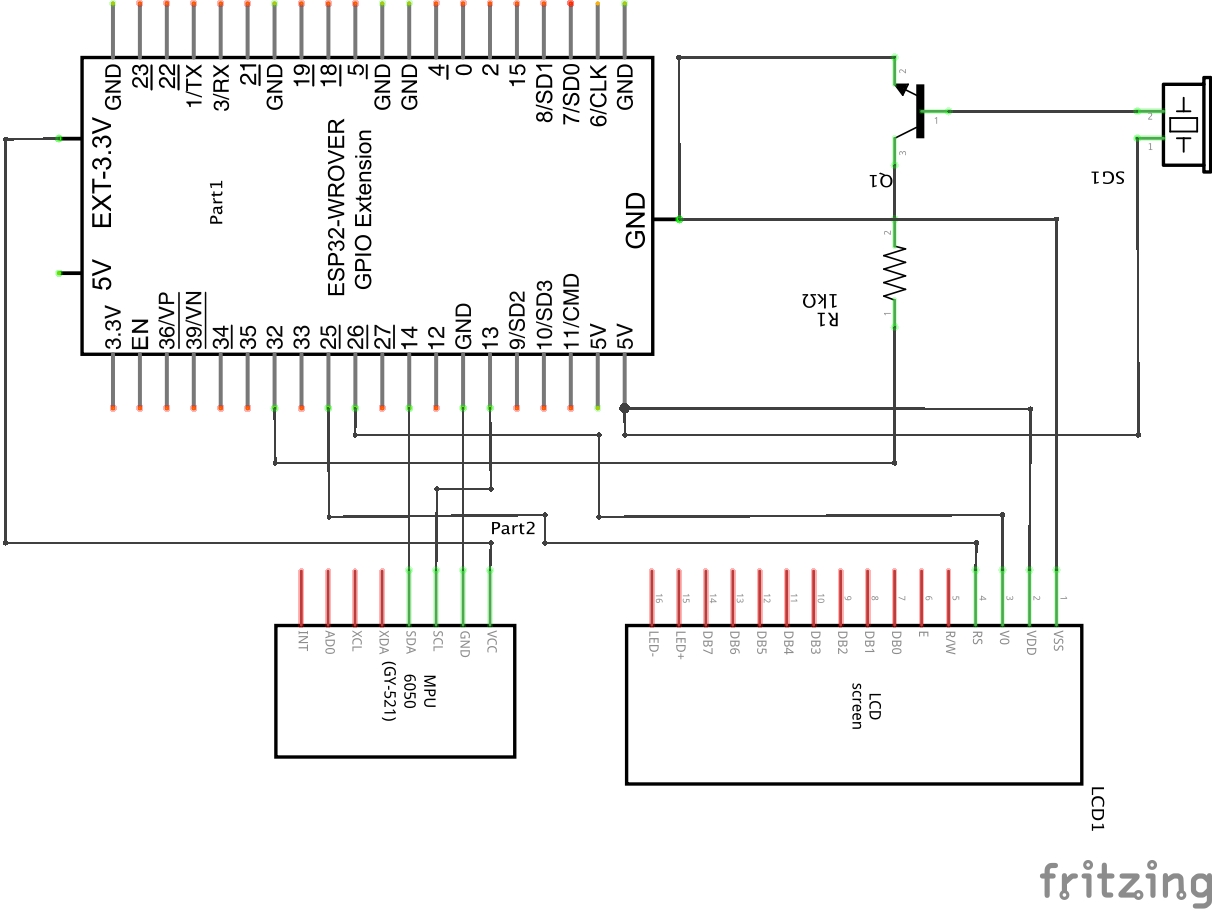 GND
23
22
1/TX
3/RX
21
GND
19
18
5
GND
GND
4
0
2
15
8/SD1
7/SD0
6/CLK
GND
EXT-3.3V
5V
Part1
ESP32-WROVER
GPIO Extension
GND
3.3V
EN
36/VP
39/VN
34
35
32
33
25
26
27
14
12
GND
13
9/SD2
10/SD3
11/CMD
5V
5V
2
1
3
Q1
2
1
SG1
2
1
R1
1kΩ
Part2
INT
AD0
XCL
XDA
SDA
SCL
GND
VCC
MPU
6050
(GY-521)
16
15
14
13
12
11
10
9
8
7
6
5
4
3
2
1
LED-
LED+
DB7
DB6
DB5
DB4
DB3
DB2
DB1
DB0
E
R/W
RS
V0
VDD
VSS
LCD
screen
LCD1
fritzing